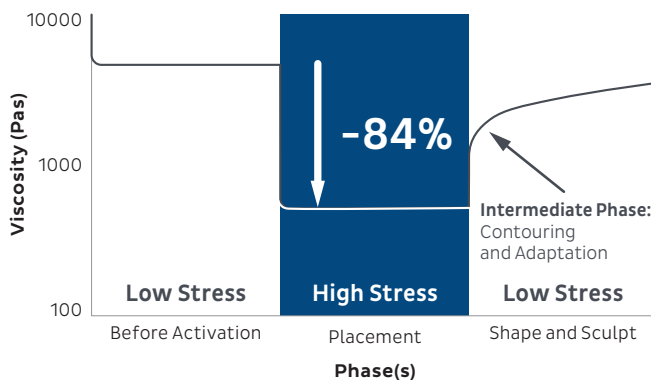 10000
1000
100
Viscosity (Pas)
-84%
Intermediate Phase:
Contouring
and Adaptation
Low Stress
High Stress
Low Stress
Before Activation
Placement
Shape and Sculpt
Phase(s)